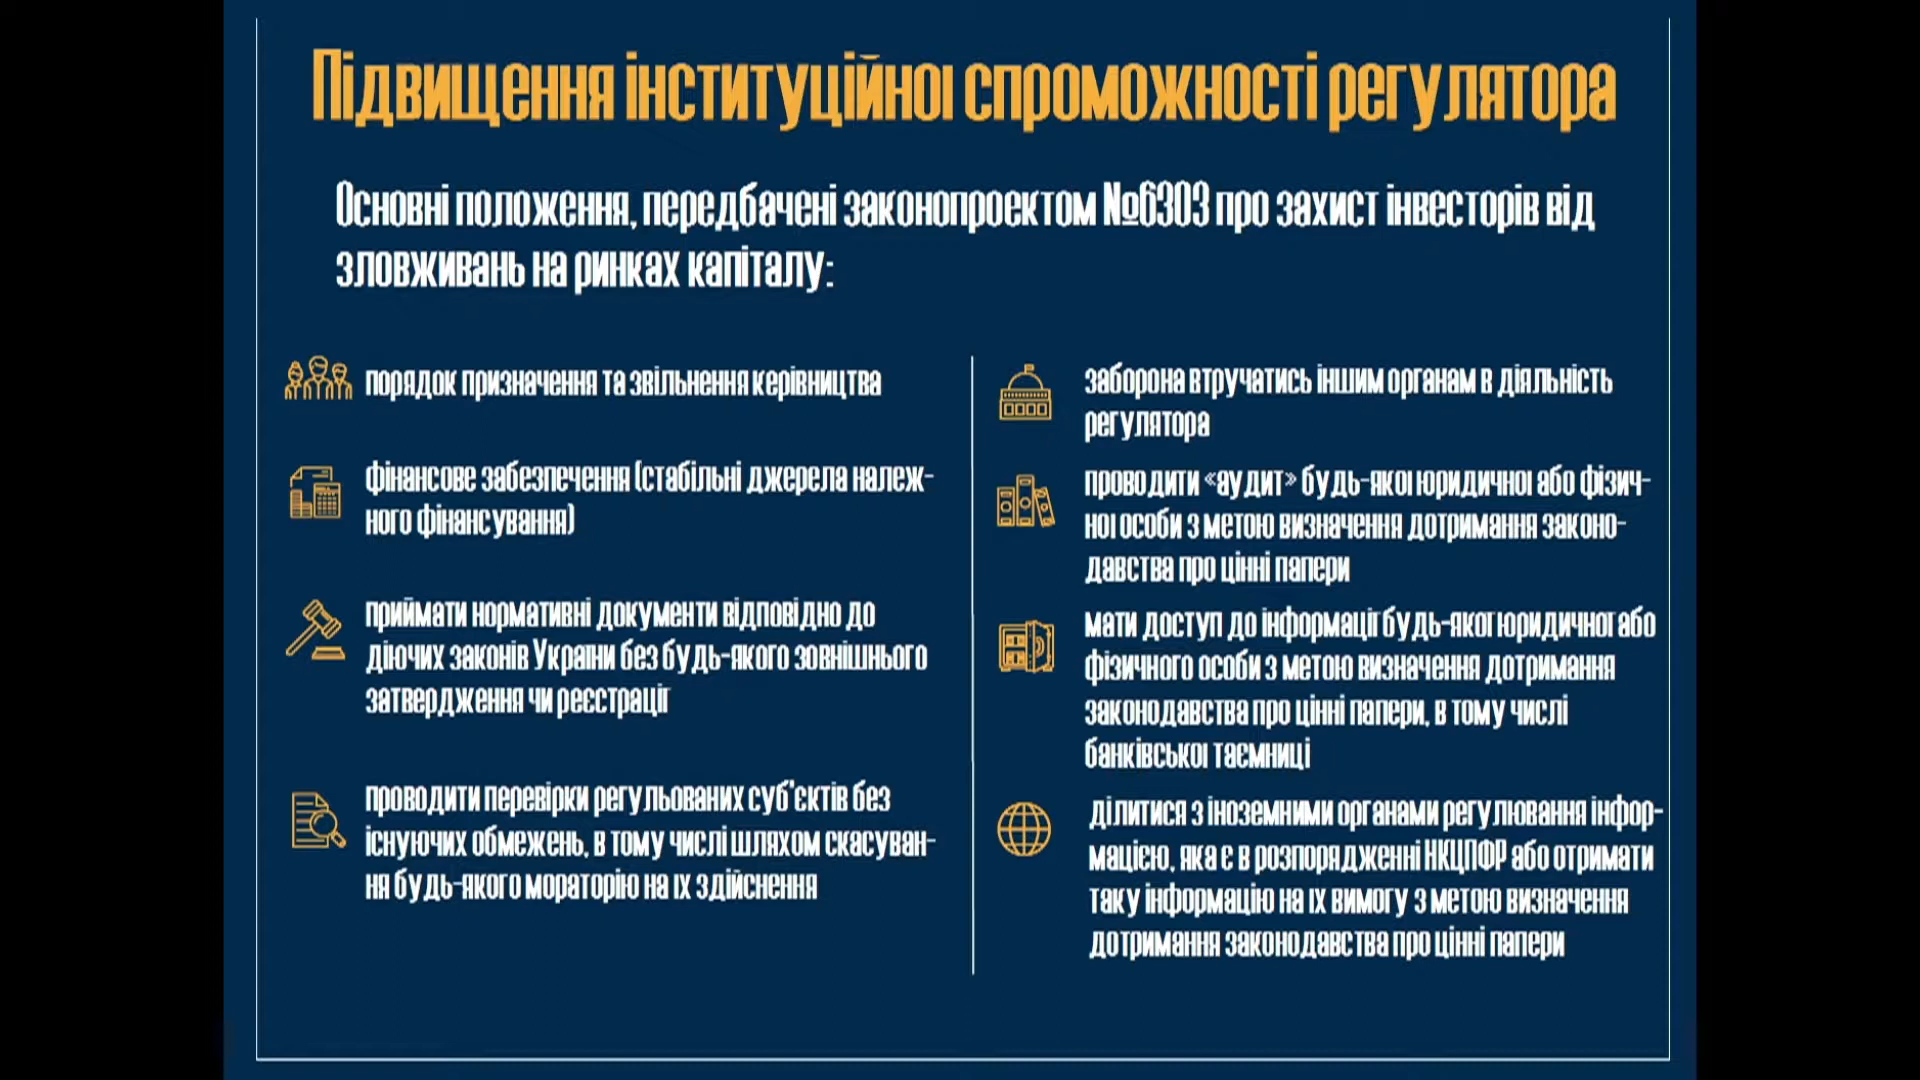 Підвищення інституційної спроможності регулятора
Основні положення, передбачені законопроектом №6303 про захист інвесторів від
зловживань на ринках капіталу:
порядок призначення та звільнення керівництва
фінансове забезпечення (стабільні джерела належ-
ного фінансування)
приймати нормативні документи відповідно до
діючих законів України без будь-якого зовнішнього
затвердження чи реєстрації
проводити перевірки регульованих суб'єктів без
існуючих обмежень, в тому числі шляхом скасуван-
ня будь-якого мораторію на їх здійснення
заборона втручатись іншим органам в діяльність
регулятора
проводити «аудит» будь-якої юридичної або фізич-
ної особи з метою визначення дотримання законо-
давства про цінні папери
мати доступ до інформації будь-якої юридичної або
фізичного особи з метою визначення дотримання
законодавства про цінні папери, в тому числі
банківської таємниці
ділитися з іноземними органами регулювання інфор-
мацією, яка є в розпорядженні НКЦПФР або отримати
таку інформацію на їх вимогу з метою визначення
дотримання законодавства про цінні папери